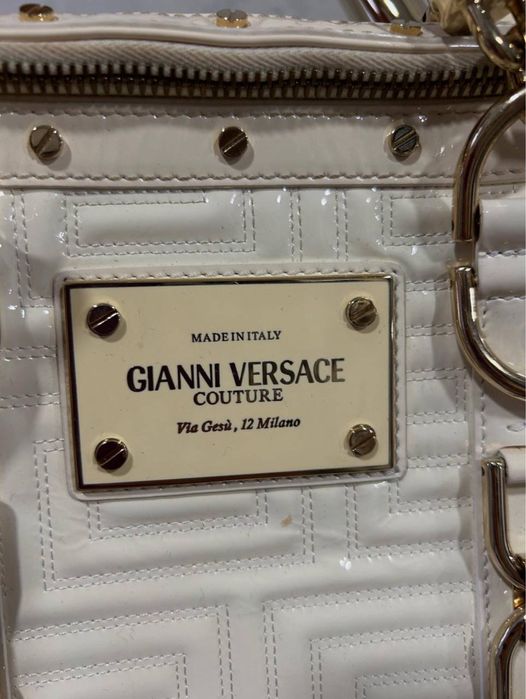 MADE IN ITALY
GIANNI VERSACE
COUTURE
Via Gesù, 12 Milano